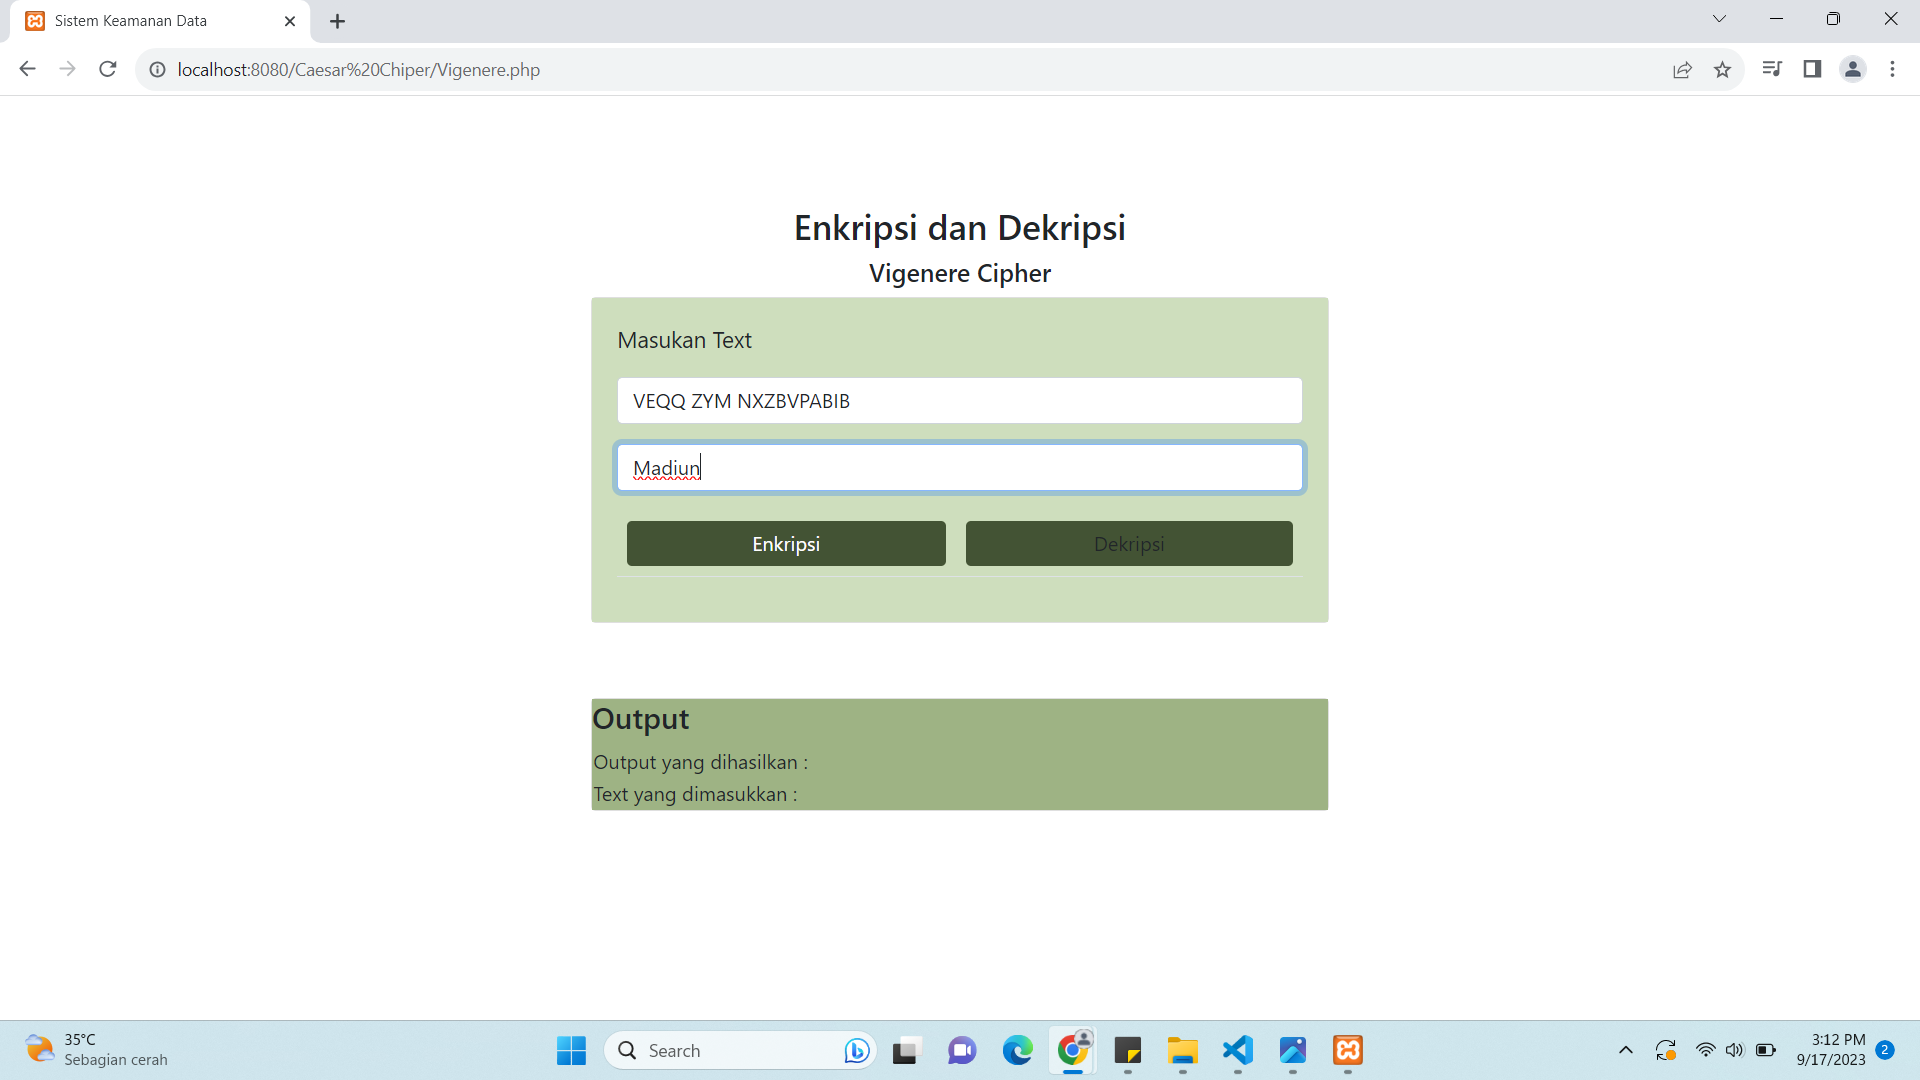 Sistem Keamanan Data
localhost:8080/Caesar%20Chiper/Vigenere.php
Enkripsi dan Dekripsi
Vigenere Cipher
Masukan Text
VEQQ ZYM NXZBVPABIB
Madiun
Enkripsi
Dekripsi
Output
Output yang dihasilkan :
Text yang dimasukkan :
35°C
Sebagian cerah
Search
3:12 PM
9/17/2023
2